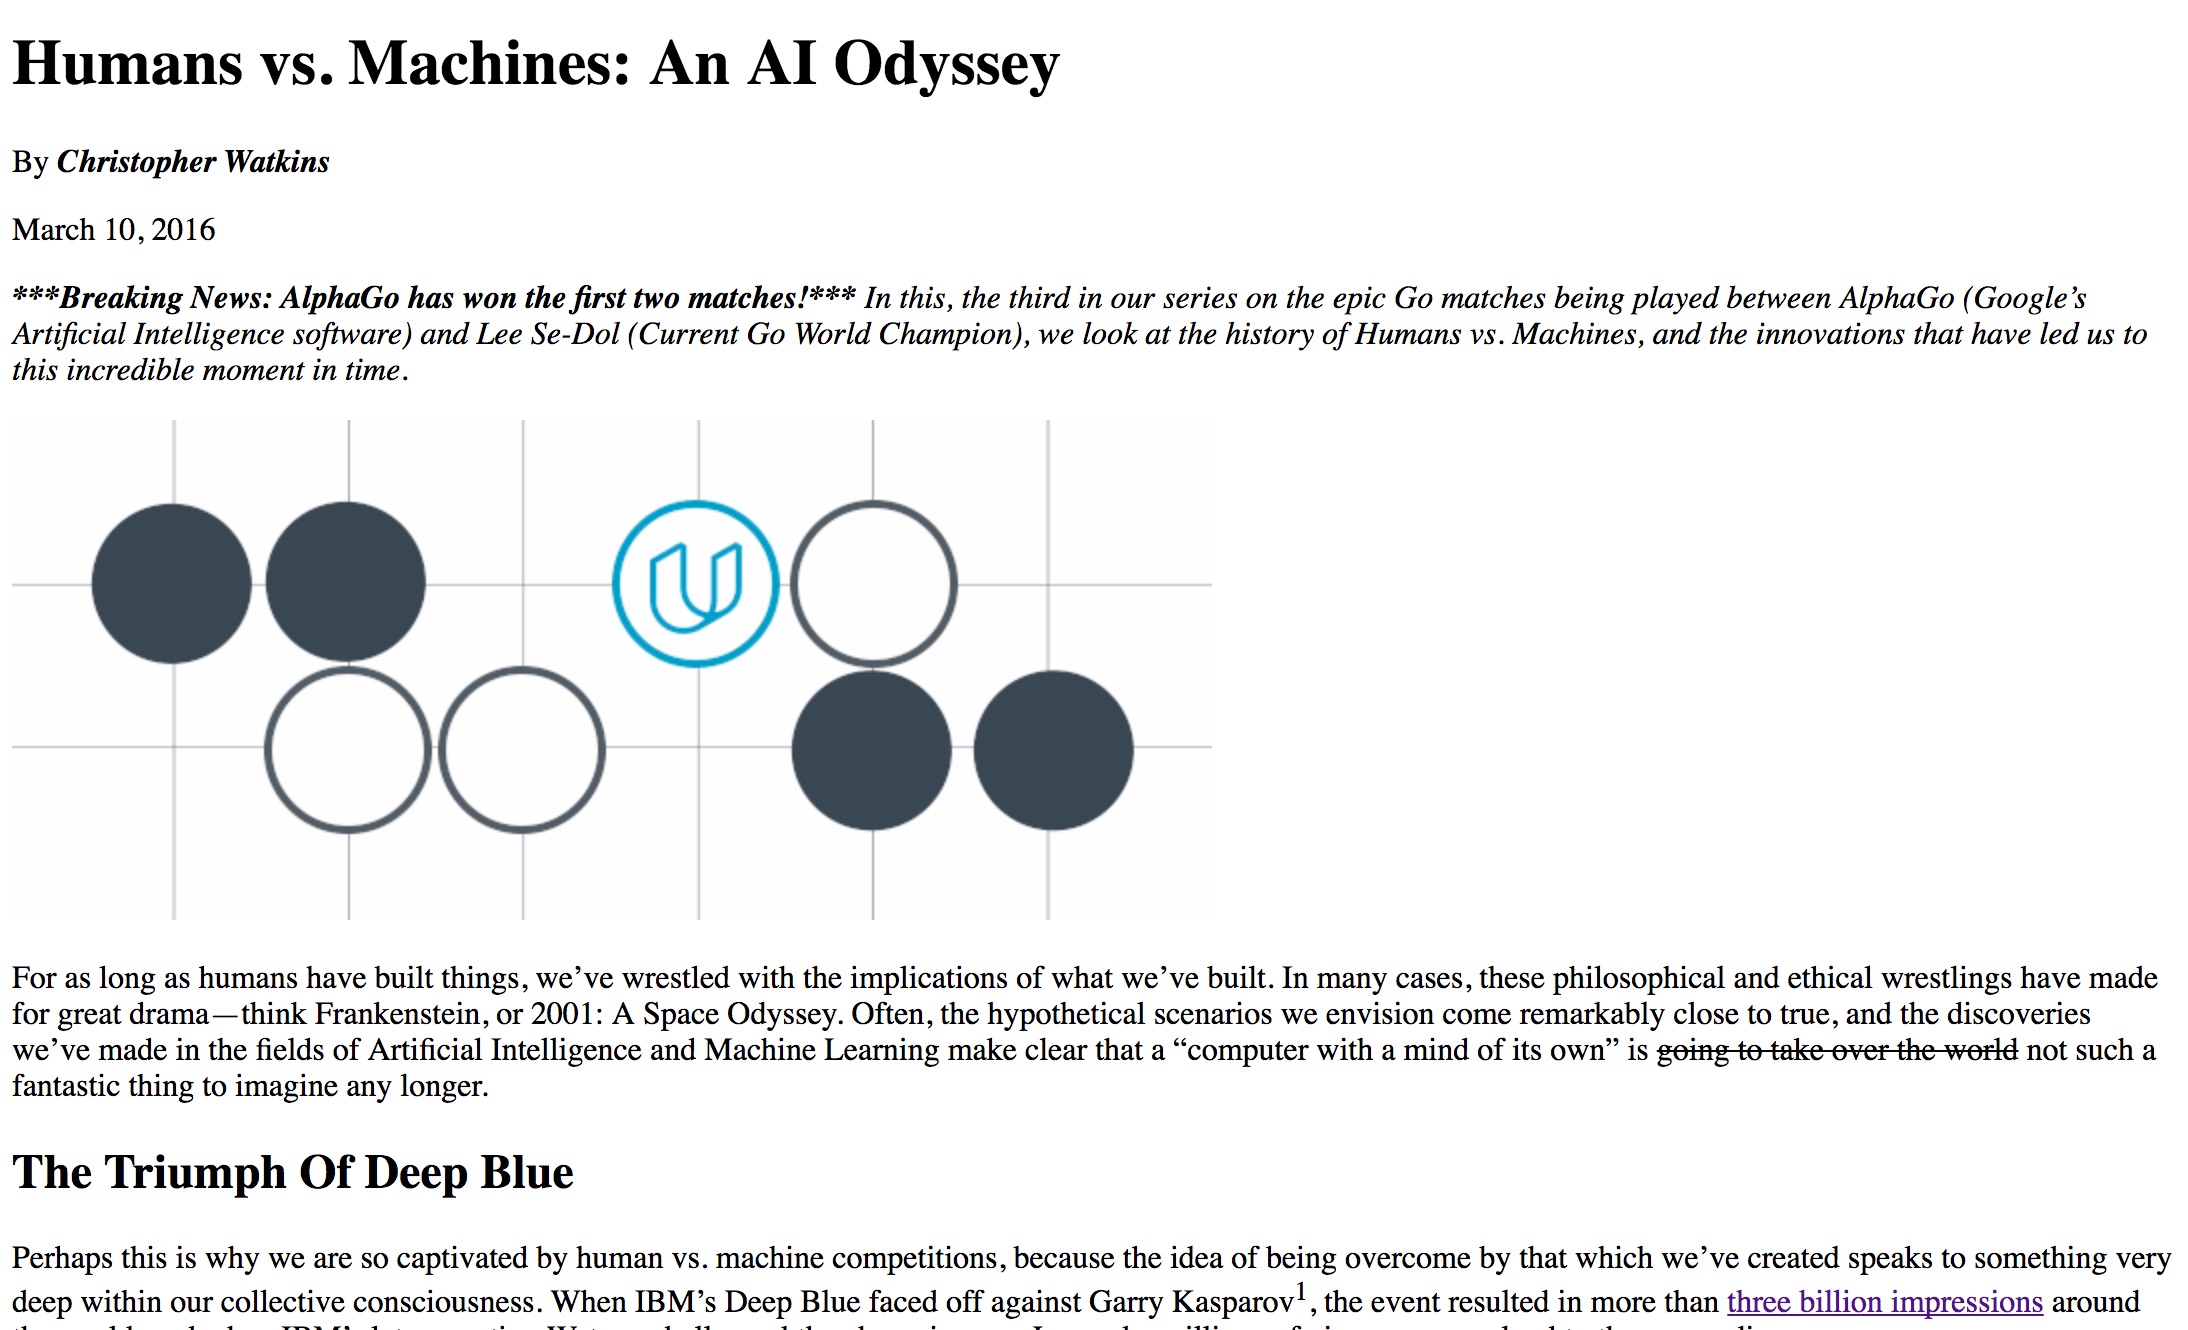 Humans vs. Machines: An AI Odyssey
By Christopher Watkins
March 10, 2016
***Breaking News: AlphaGo has won the first two matches!*** In this, the third in our series on the epic Go matches being played between AlphaGo (Google’s
Artificial Intelligence software) and Lee Se-Dol (Current Go World Champion), we look at the history of Humans vs. Machines, and the innovations that have led us to
this incredible moment in time.
For as long as humans have built things, we’ve wrestled with the implications of what we’ve built. In many cases, these philosophical and ethical wrestlings have made
for great drama—think Frankenstein, or 2001: A Space Odyssey. Often, the hypothetical scenarios we envision come remarkably close to true, and the discoveries
we’ve made in the fields of Artificial Intelligence and Machine Learning make clear that a “computer with a mind of its own” is going to take over the world not such a
fantastic thing to imagine any longer.
The Triumph Of Deep Blue
Perhaps this is why we are so captivated by human vs. machine competitions, because the idea of being overcome by that which we’ve created speaks to something very
deep within our collective consciousness. When IBM’s Deep Blue faced off against Garry Kasparov1, the event resulted in more than three billion impressions around